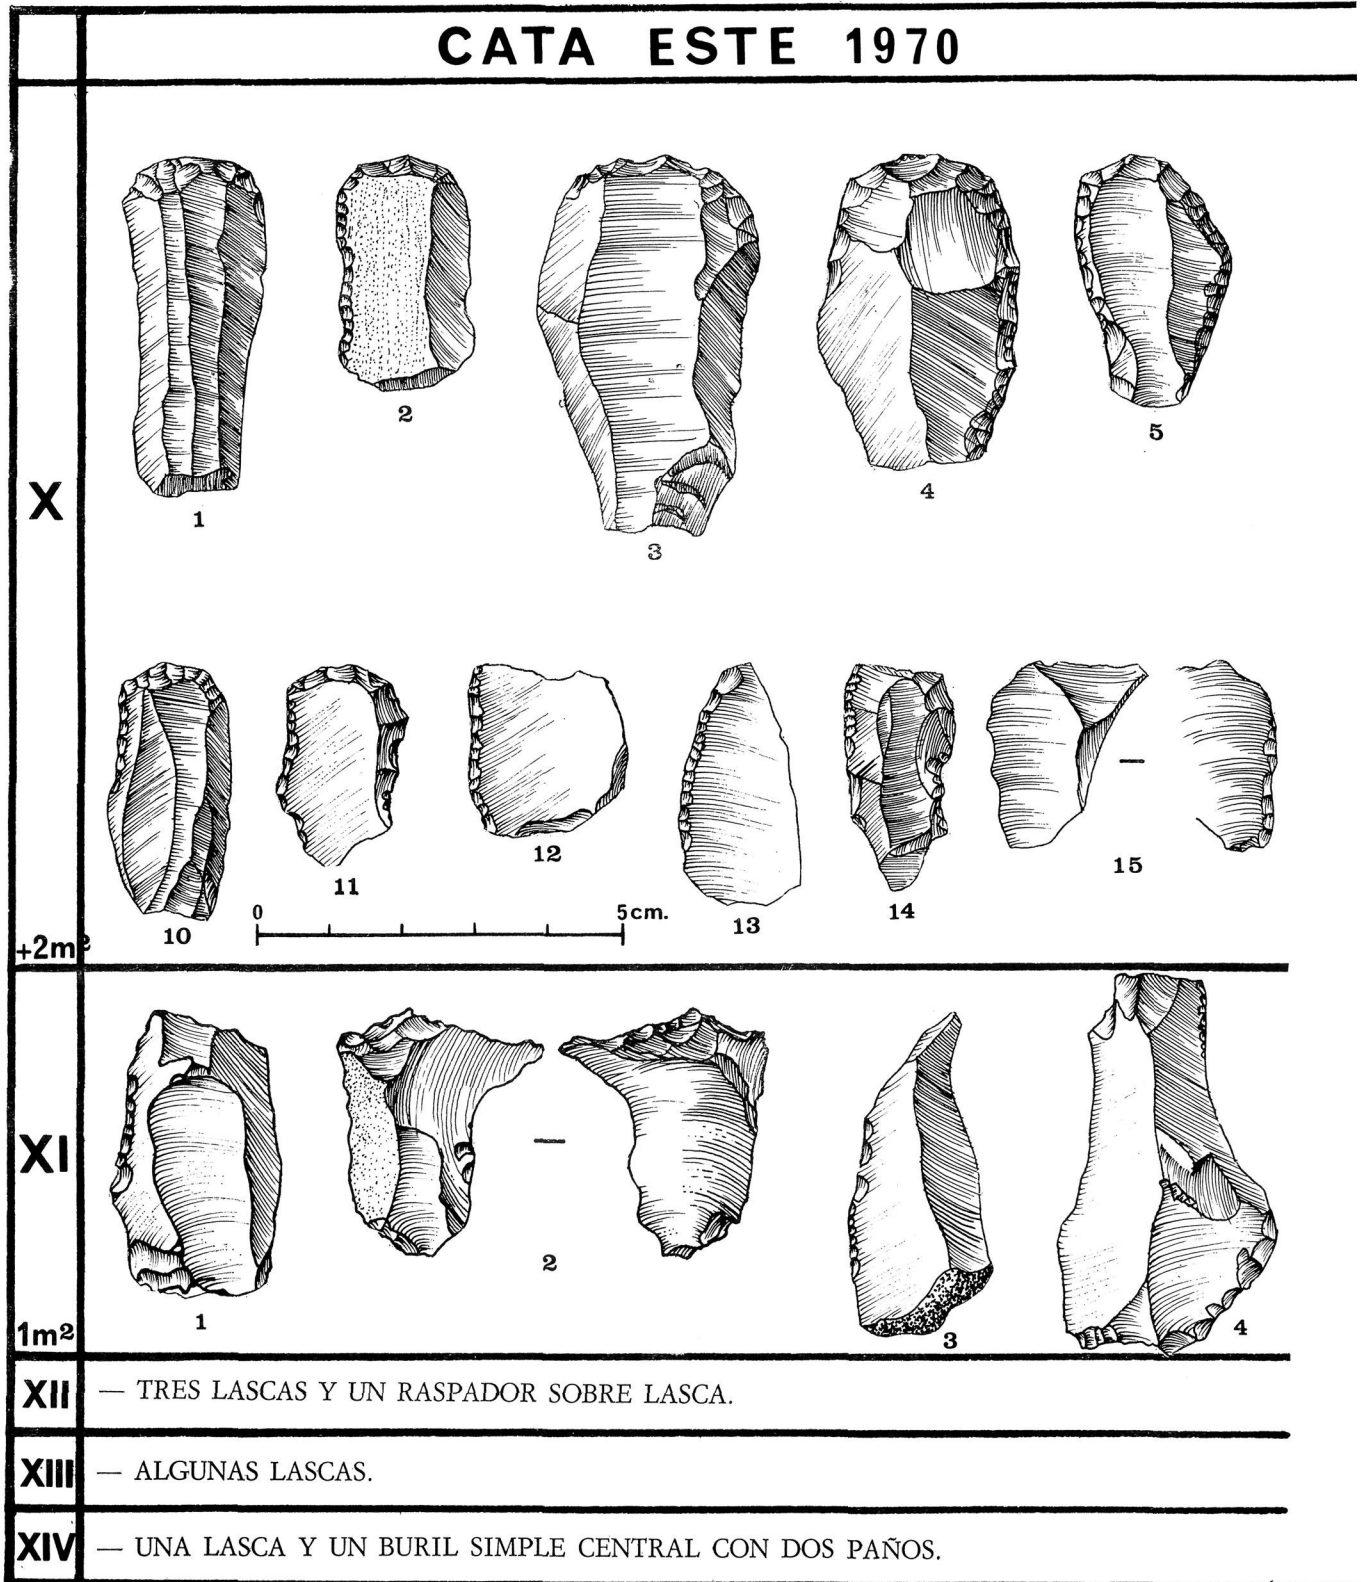 CATA ESTE 1970
X
1
2
3
4
5
10
11
12
13
14
15
0 5cm.
+2m2
XI
1
2
3
4
1m2
XII — TRES LASCAS Y UN RASPADOR SOBRE LASCA.
XIII — ALGUNAS LASCAS.
XIV — UNA LASCA Y UN BURIL SIMPLE CENTRAL CON DOS PAÑOS.